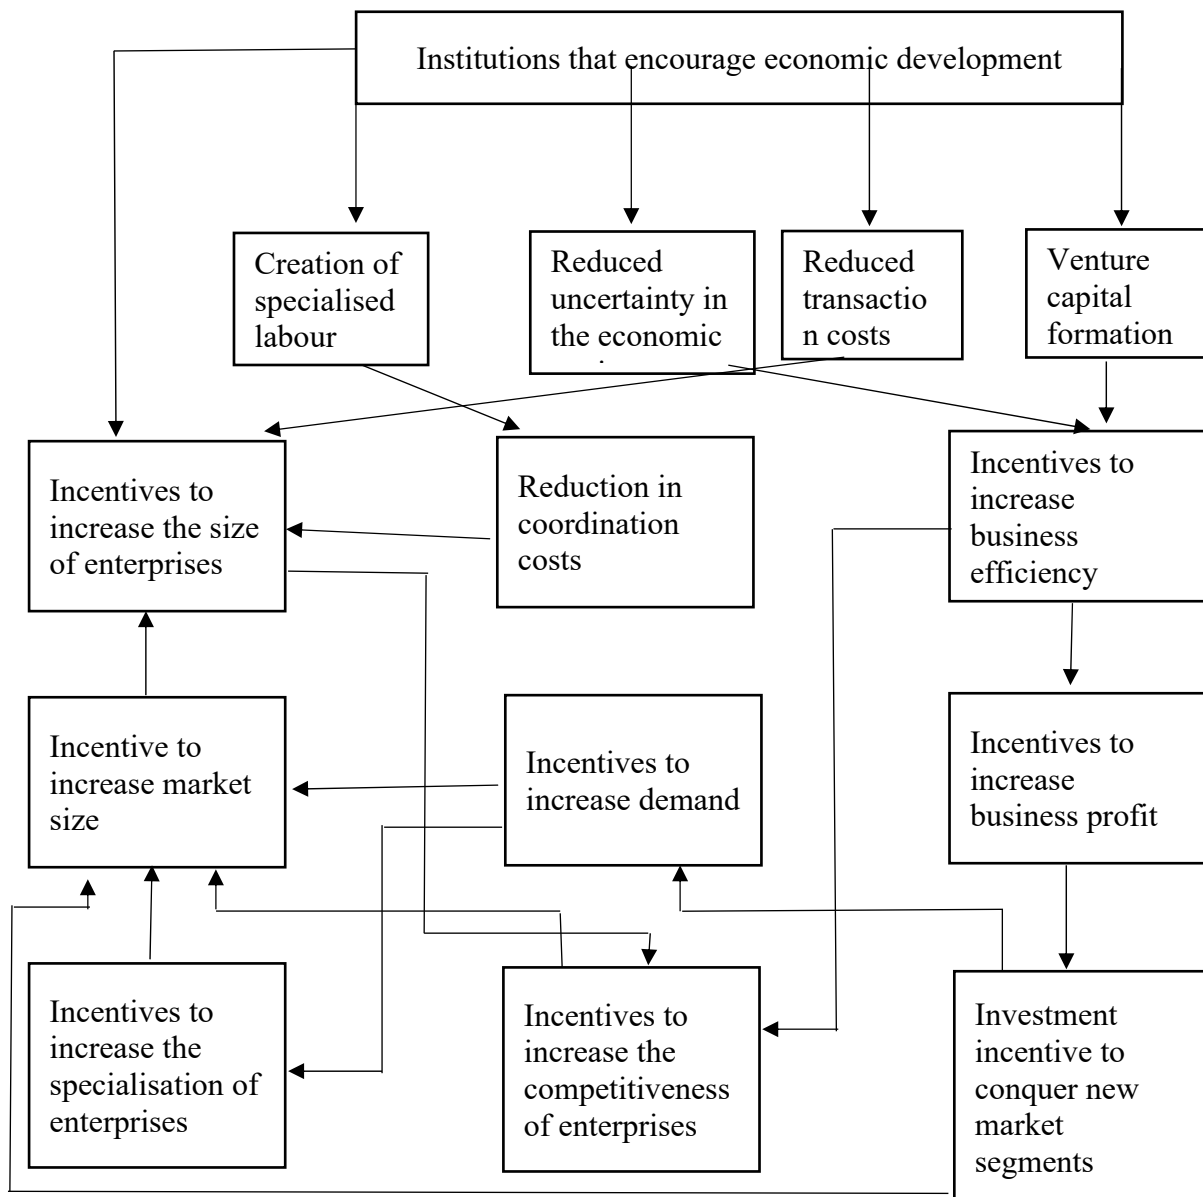 Institutions that encourage economic development
Creation of
specialised
labour
Reduced
uncertainty in
the economic
Reduced
transactio
n costs
Venture
capital
formation
Incentives to
increase the size
of enterprises
Reduction in
coordination
costs
Incentives to
increase
business
efficiency
Incentive to
increase market
size
Incentives to
increase demand
Incentives to
increase
business profit
Incentives to
increase the
specialisation of
enterprises
Incentives to
increase the
competitiveness
of enterprises
Investment
incentive to
conquer new
market
segments